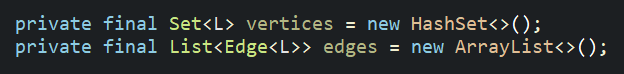 private final Set<L> vertices = new HashSet<>();
private final List<Edge<L>> edges = new ArrayList<>();